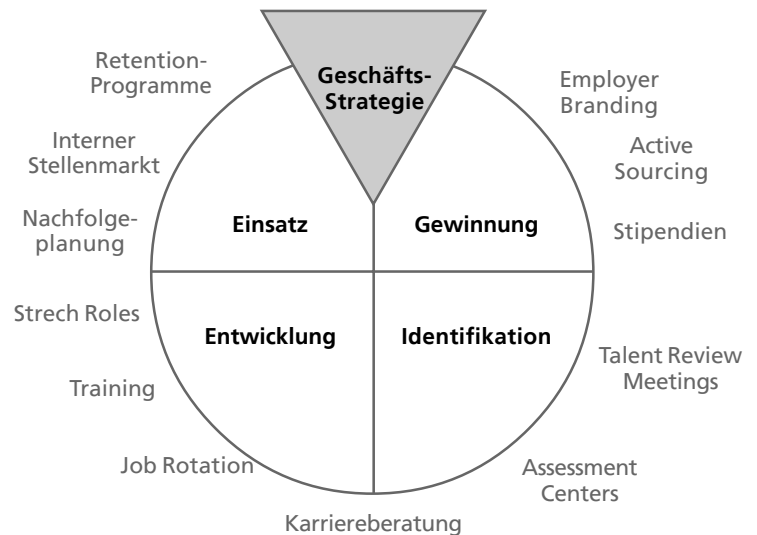 Geschäfts-
Strategie
Retention-
Programme
Employer
Branding
Interner
Stellenmarkt
Active
Sourcing
Nachfolge-
planung
Einsatz
Gewinnung
Stipendien
Strech Roles
Entwicklung
Identifikation
Talent Review
Meetings
Training
Job Rotation
Assessment
Centers
Karriereberatung